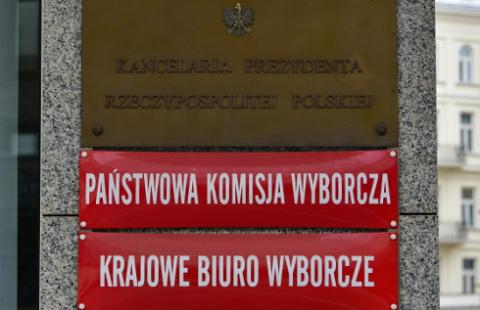 KANCELARIA PREZYDENTA
RZECZYPOSPOLITEJ POLSKIEJ
PAŃSTWOWA KOMISJA WYBORCZA
KRAJOWE BIURO WYBORCZE